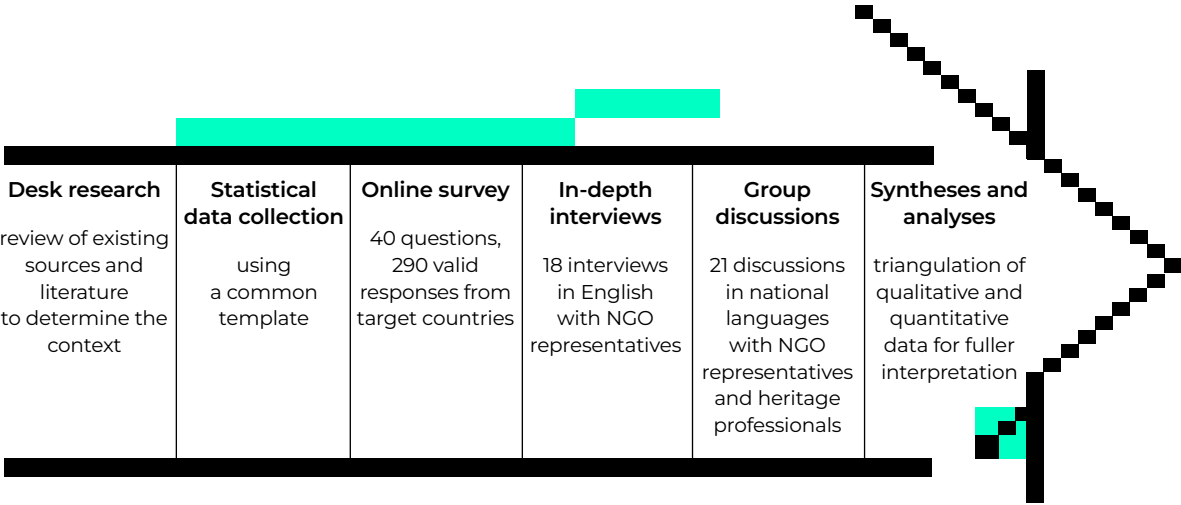 Desk research
review of existing
sources and
literature
to determine the
context
Statistical
data collection
using
a common
template
Online survey
40 questions,
290 valid
responses from
target countries
In-depth
interviews
18 interviews
in English
with NGO
representatives
Group
discussions
21 discussions
in national
languages
with NGO
representatives
and heritage
professionals
Syntheses and
analyses
triangulation of
qualitative and
quantitative
data for fuller
interpretation